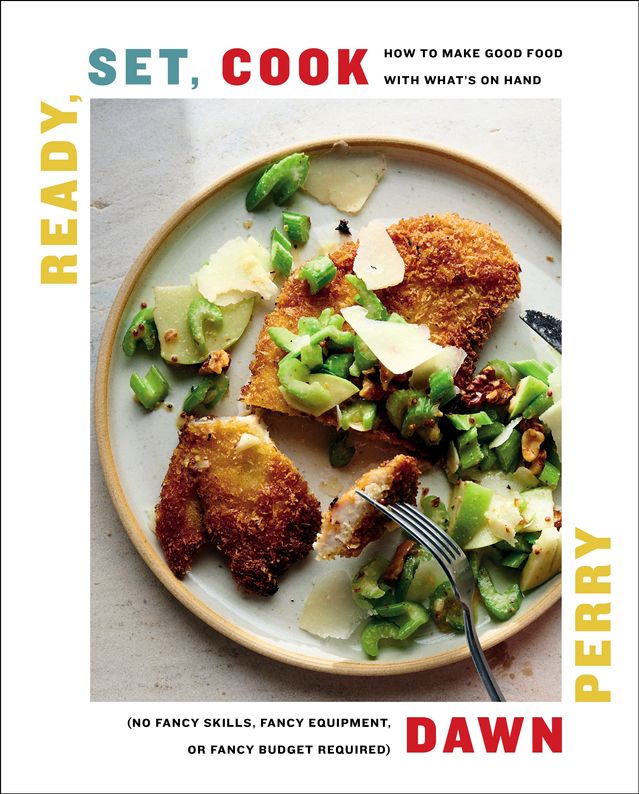 READY,
SET, COOK
HOW TO MAKE GOOD FOOD
WITH WHAT'S ON HAND
(NO FANCY SKILLS, FANCY EQUIPMENT,
OR FANCY BUDGET REQUIRED)
DAWN
PERRY